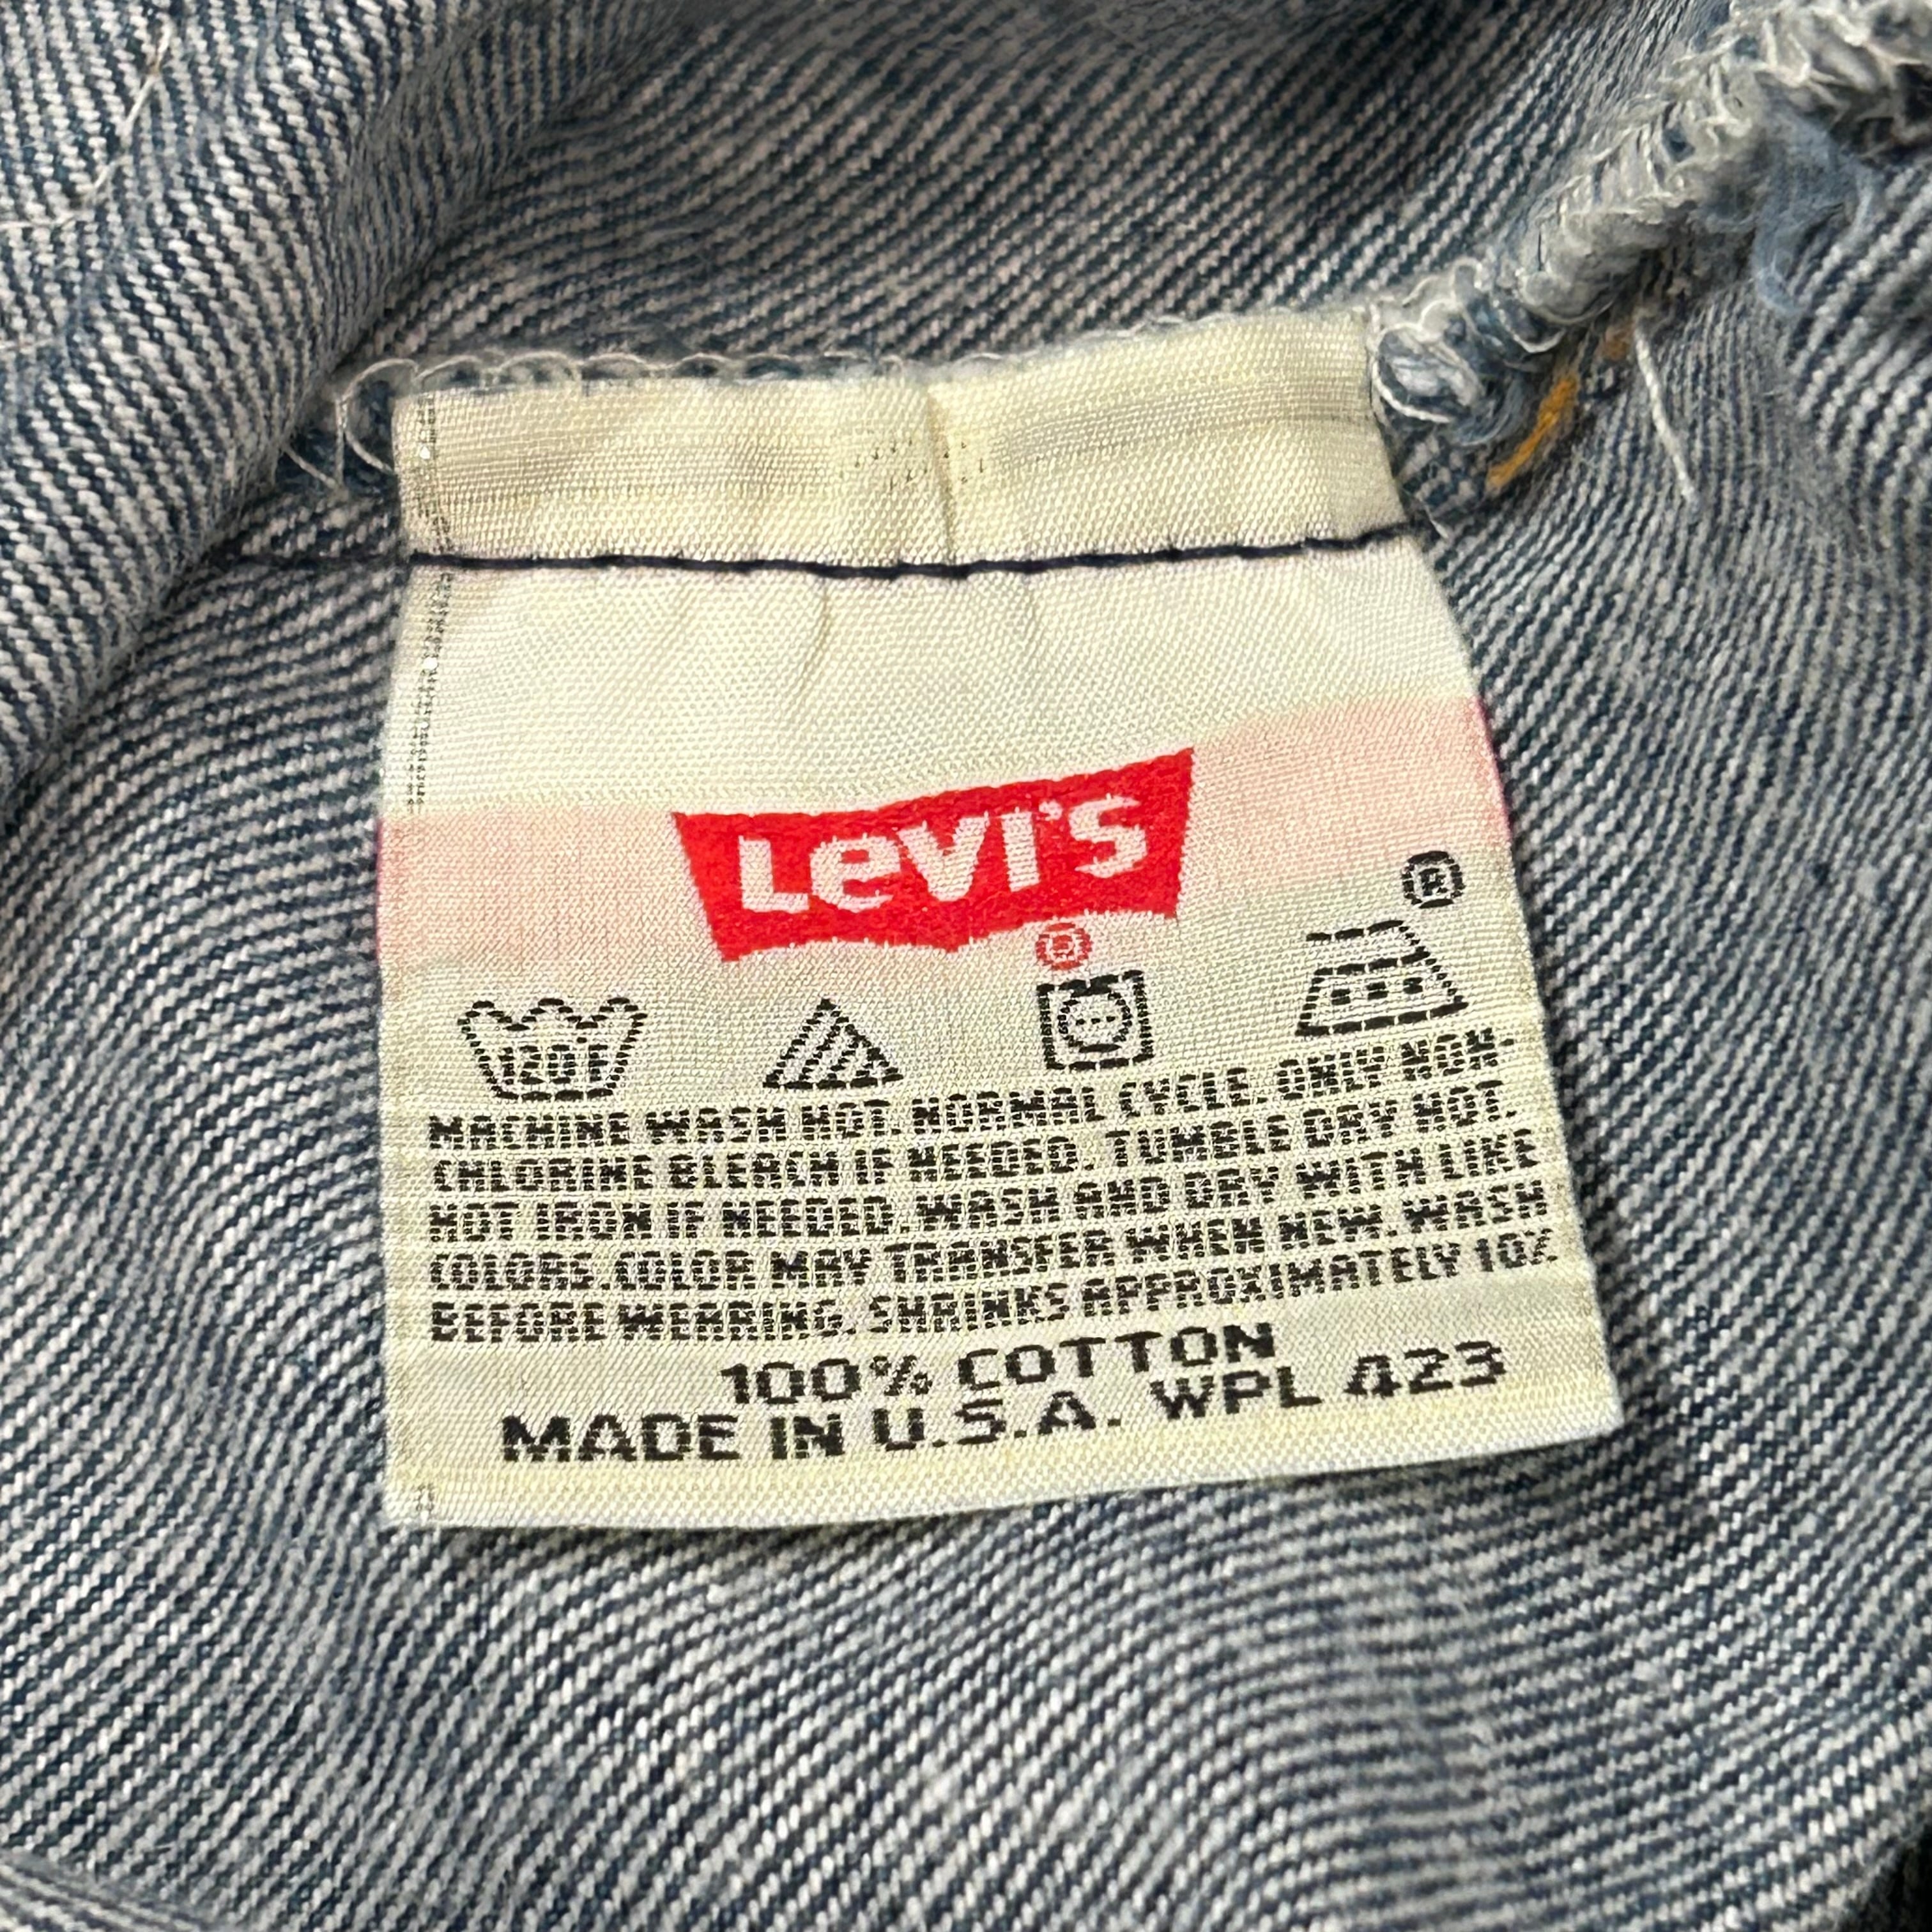 LEVI'S
®
®
120°F
MACHINE WASH HOT. NORMAL CYCLE. ONLY NON-
CHLORINE BLEACH IF NEEDED. TUMBLE DRY HOT.
HOT IRON IF NEEDED. WASH AND DRY WITH LIKE
COLORS. COLOR MAY TRANSFER WHEN NEW. WASH
BEFORE WEARING. SHRINKS APPROXIMATELY 10%
100% COTTON
MADE IN U.S.A. WPL 423